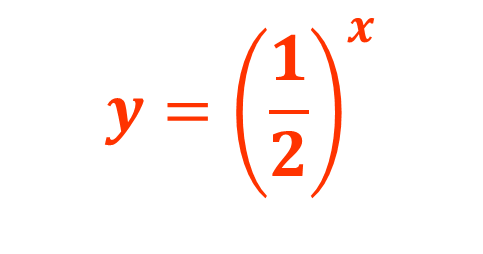 y = (1/2)^x